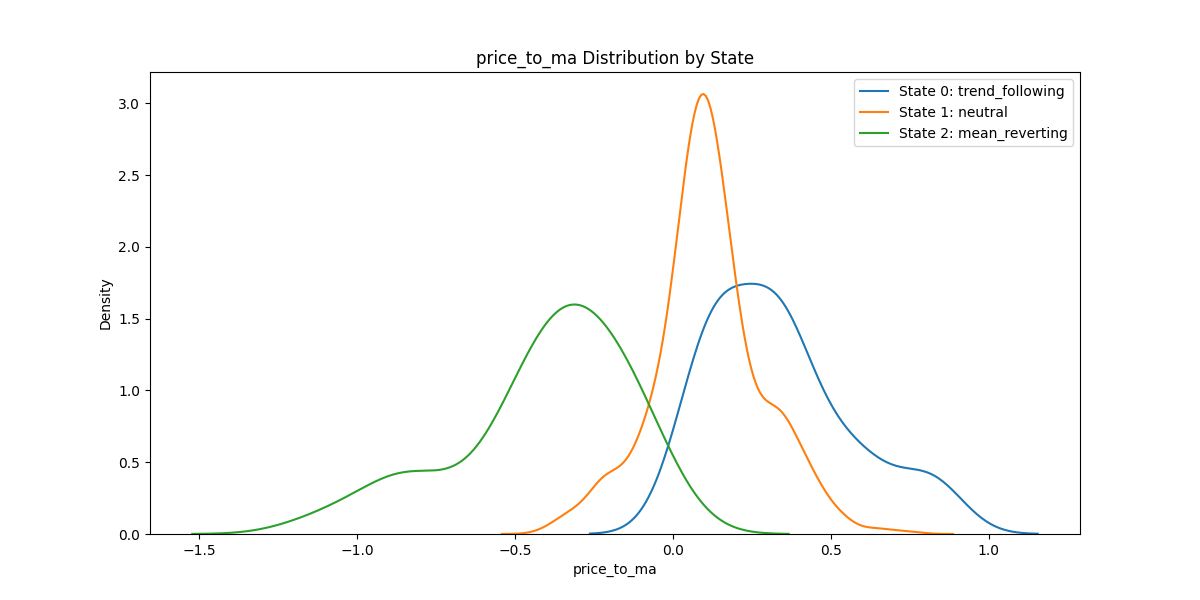 price_to_ma Distribution by State
State 0: trend_following
State 1: neutral
State 2: mean_reverting
Density
3.0
2.5
2.0
1.5
1.0
0.5
0.0
−1.5
−1.0
−0.5
0.0
0.5
1.0
price_to_ma